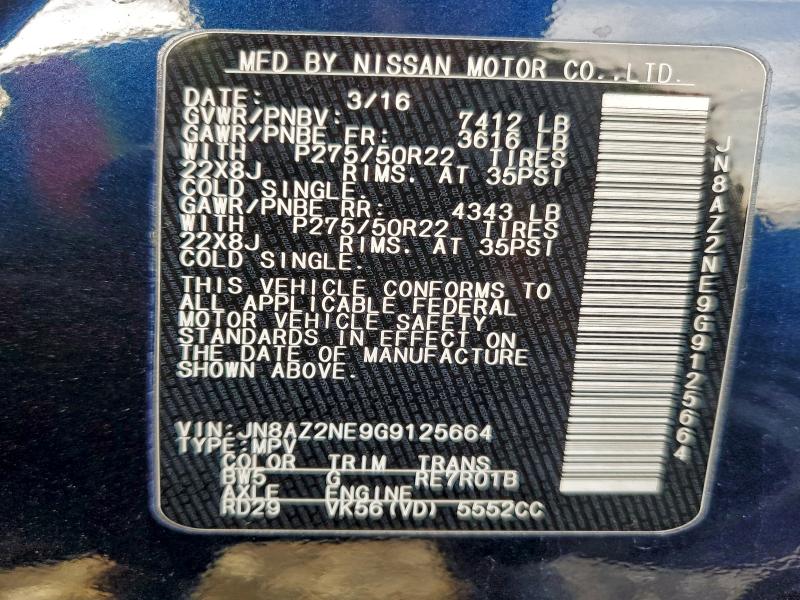 MFD BY NISSAN MOTOR CO.,LTD.
DATE: 3/16
GVWR/PNBV: 7412 LB
GAWR/PNBE FR: 3616 LB
WITH P275/50R22 TIRES
22X8J RIMS. AT 35PSI
COLD SINGLE.
GAWR/PNBE RR: 4343 LB
WITH P275/50R22 TIRES
22X8J RIMS. AT 35PSI
COLD SINGLE.
THIS VEHICLE CONFORMS TO
ALL APPLICABLE FEDERAL
MOTOR VEHICLE SAFETY
STANDARDS IN EFFECT ON
THE DATE OF MANUFACTURE
SHOWN ABOVE.
VIN:JN8AZ2NE9G9125664
TYPE:MPV
COLOR TRIM TRANS
BW5 G RE7R01B
AXLE ENGINE
RD29 VK56(VD) 5552CC
JN8AZ2NE9G9125664